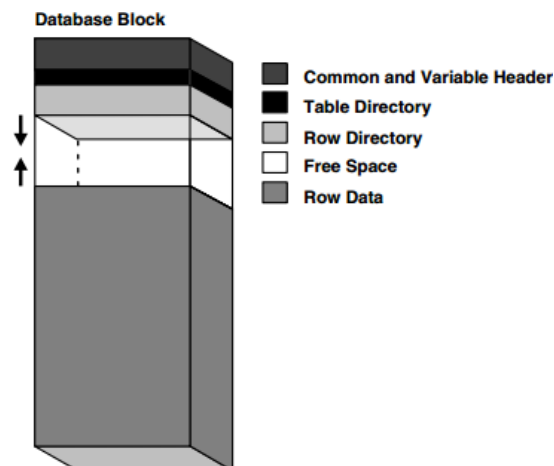 Database Block
Common and Variable Header
Table Directory
Row Directory
Free Space
Row Data